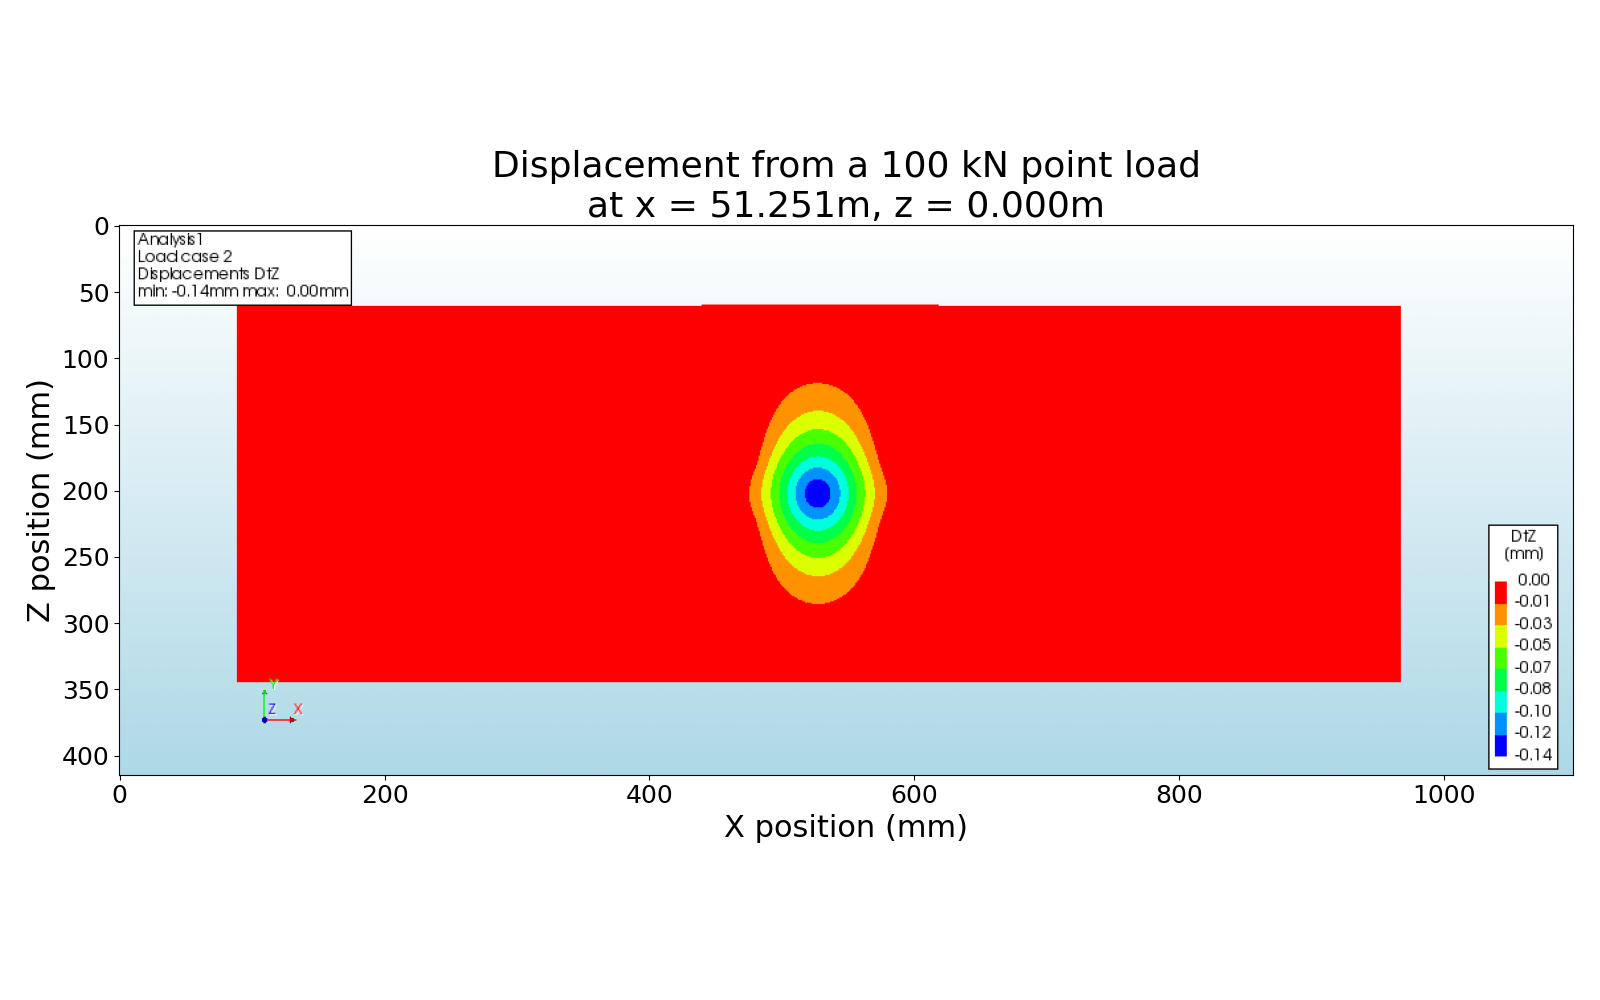 Displacement from a 100 kN point load
at x = 51.251m, z = 0.000m
Analysis1
Load case 2
Displacements DtZ
min: -0.14mm max: 0.00mm
0
50
100
150
200
250
300
350
400
Z position (mm)
Y
Z X
DtZ
(mm)
0.00
-0.01
-0.03
-0.05
-0.07
-0.08
-0.10
-0.12
-0.14
0 200 400 600 800 1000
X position (mm)